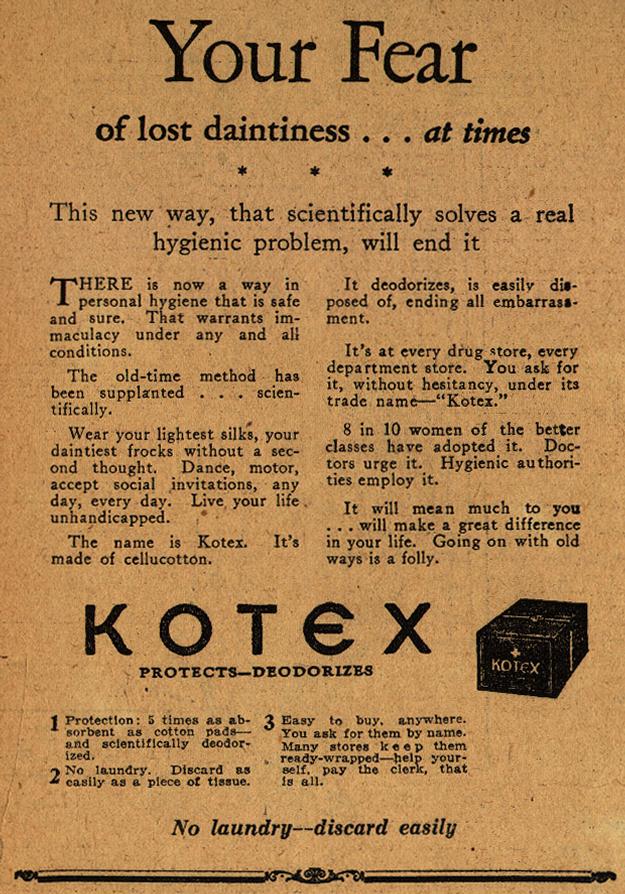 Your Fear
of lost daintiness . . . at times
* * *
This new way, that scientifically solves a real
hygienic problem, will end it
THERE is now a way in
personal hygiene that is safe
and sure. That warrants im-
maculacy under any and all
conditions.
The old-time method has
been supplanted . . . scien-
tifically.
Wear your lightest silks, your
daintiest frocks without a sec-
ond thought. Dance, motor,
accept social invitations, any
day, every day. Live your life
unhandicapped.
The name is Kotex. It's
made of cellucotton.
It deodorizes, is easily dis-
posed of, ending all embarrass-
ment.
It's at every drug store, every
department store. You ask for
it, without hesitancy, under its
trade name—"Kotex."
8 in 10 women of the better
classes have adopted it. Doc-
tors urge it. Hygienic authori-
ties employ it.
It will mean much to you
. . . will make a great difference
in your life. Going on with old
ways is a folly.
KOTEX
PROTECTS—DEODORIZES
KOTEX
1 Protection: 5 times as ab-
sorbent as cotton pads—
and scientifically deodor-
ized.
2 No laundry. Discard as
easily as a piece of tissue.
3 Easy to buy, anywhere.
You ask for them by name.
Many stores keep them
ready-wrapped—help your-
self, pay the clerk, that
is all.
No laundry--discard easily